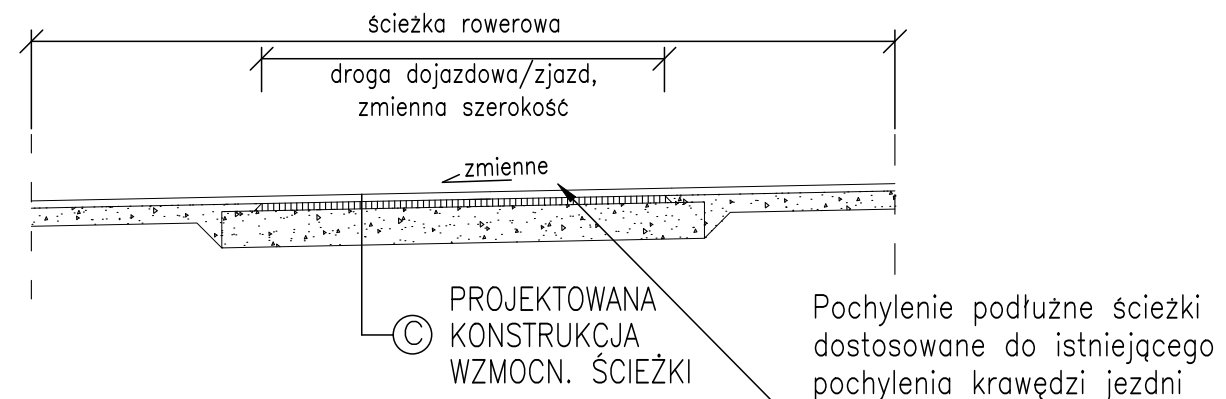 ścieżka rowerowa
droga dojazdowa/zjazd,
zmienna szerokość
zmienne
PROJEKTOWANA
C KONSTRUKCJA
WZMOCN. ŚCIEŻKI
Pochylenie podłużne ścieżki
dostosowane do istniejącego
pochylenia krawędzi jezdni